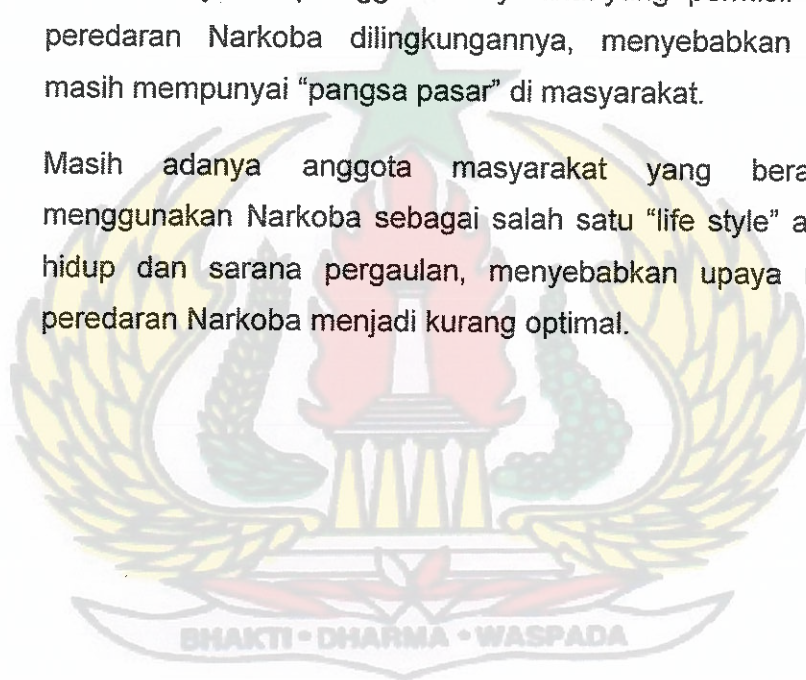 peredaran Narkoba dilingkungannya, menyebabkan
masih mempunyai “pangsa pasar” di masyarakat.
Masih adanya anggota masyarakat yang
menggunakan Narkoba sebagai salah satu “life style”
hidup dan sarana pergaulan, menyebabkan upaya
peredaran Narkoba menjadi kurang optimal.
BHAKTI • DHARMA • WASPADA